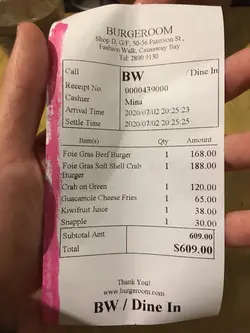 BURGEROOM
Shop D, G/F, 50-56 Paterson St.,
Fashion Walk, Causeway Bay
Tel: 2890 9130
Call BW / Dine In
Receipt No. 0000439000
Cashier Mina
Arrival Time 2020/07/02 20:25:23
Settle Time 2020/07/02 20:25:25
Item(s) Qty Amount
Foie Gras Beef Burger 1 168.00
Foie Gras Soft Shell Crab 1 188.00
Burger
Crab on Green 1 120.00
Guacamole Cheese Fries 1 65.00
Kiwifruit Juice 1 38.00
Snapple 1 30.00
Subtotal Amt 609.00
Total $609.00
Thank You!
www.burgeroom.com
BW / Dine In